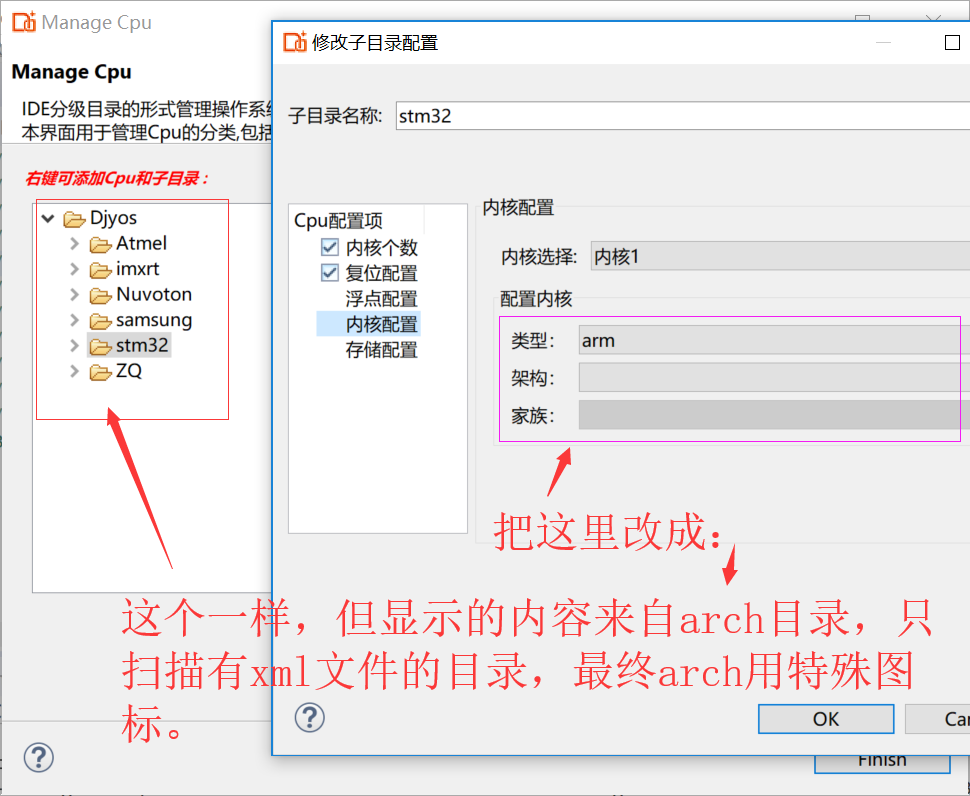 Manage Cpu
修改子目录配置
Manage Cpu
IDE分级目录的形式管理操作系
本界面用于管理Cpu的分类,包括
子目录名称: stm32
右键可添加Cpu和子目录：
Djyos
Atmel
imxrt
Nuvoton
samsung
stm32
ZQ
Cpu配置项
内核个数
复位配置
浮点配置
内核配置
存储配置
内核配置
内核选择: 内核1
配置内核
类型： arm
架构：
家族：
把这里改成：
这个一样，但显示的内容来自arch目录，只
扫描有xml文件的目录，最终arch用特殊图
标。
OK
Finish